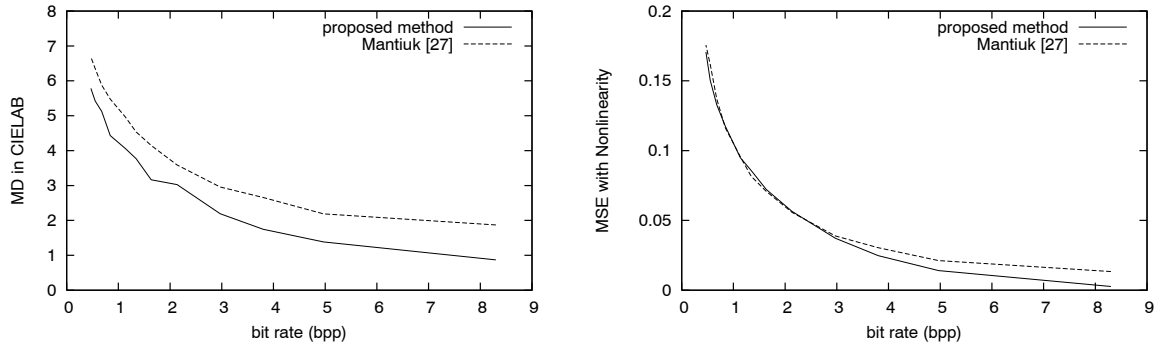 8
7
6
5
4
3
2
1
0
0 1 2 3 4 5 6 7 8 9
MD in CIELAB
bit rate (bpp)
proposed method
Mantiuk [27]
0.2
0.15
0.1
0.05
0
0 1 2 3 4 5 6 7 8 9
MSE with Nonlinearity
bit rate (bpp)
proposed method
Mantiuk [27]